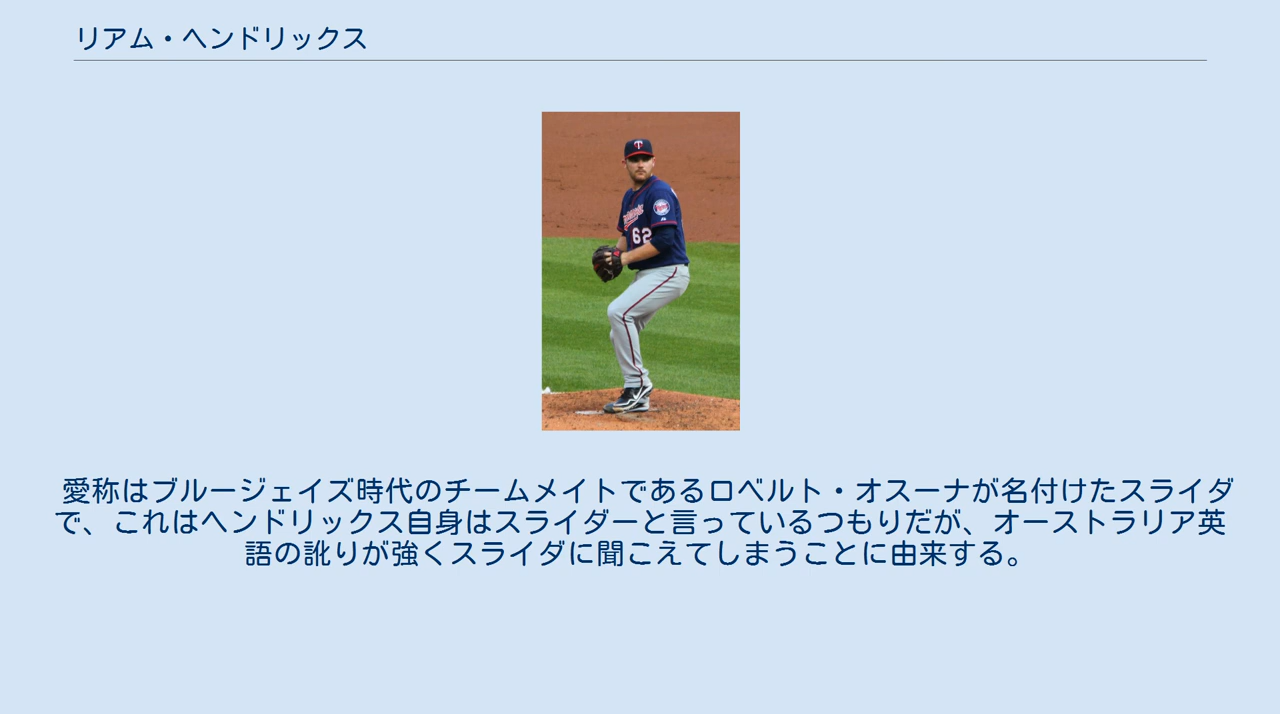 リアム・ヘンドリックス
T
62
愛称はブルージェイズ時代のチームメイトであるロベルト・オスーナが名付けたスライダ
で、これはヘンドリックス自身はスライダーと言っているつもりだが、オーストラリア英
語の訛りが強くスライダに聞こえてしまうことに由来する。